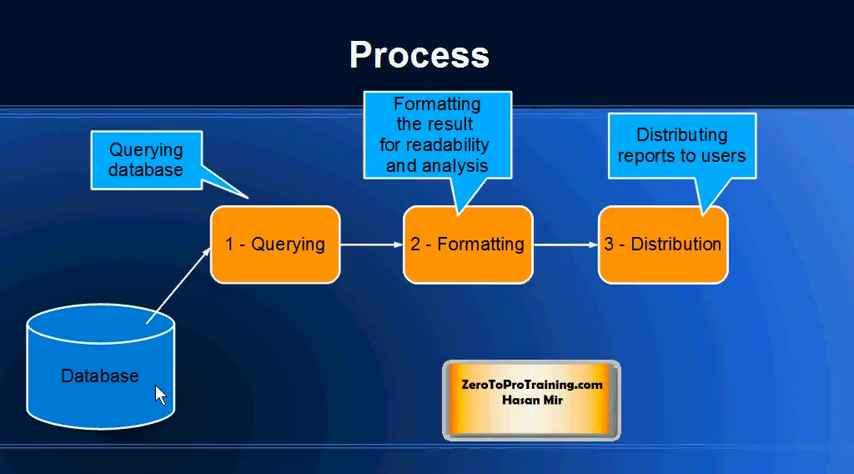 Process
Querying
database
Formatting
the result
for readability
and analysis
Distributing
reports to users
1 - Querying
2 - Formatting
3 - Distribution
Database
ZeroToProTraining.com
Hasan Mir